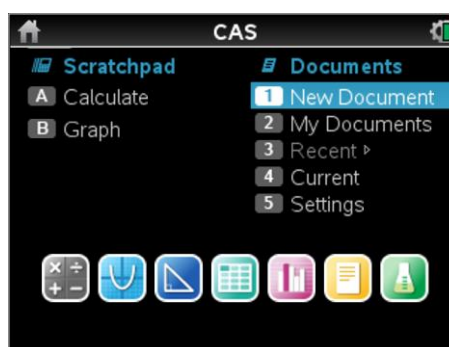 CAS
Scratchpad
A Calculate
B Graph
Documents
1 New Document
2 My Documents
3 Recent ▹
4 Current
5 Settings